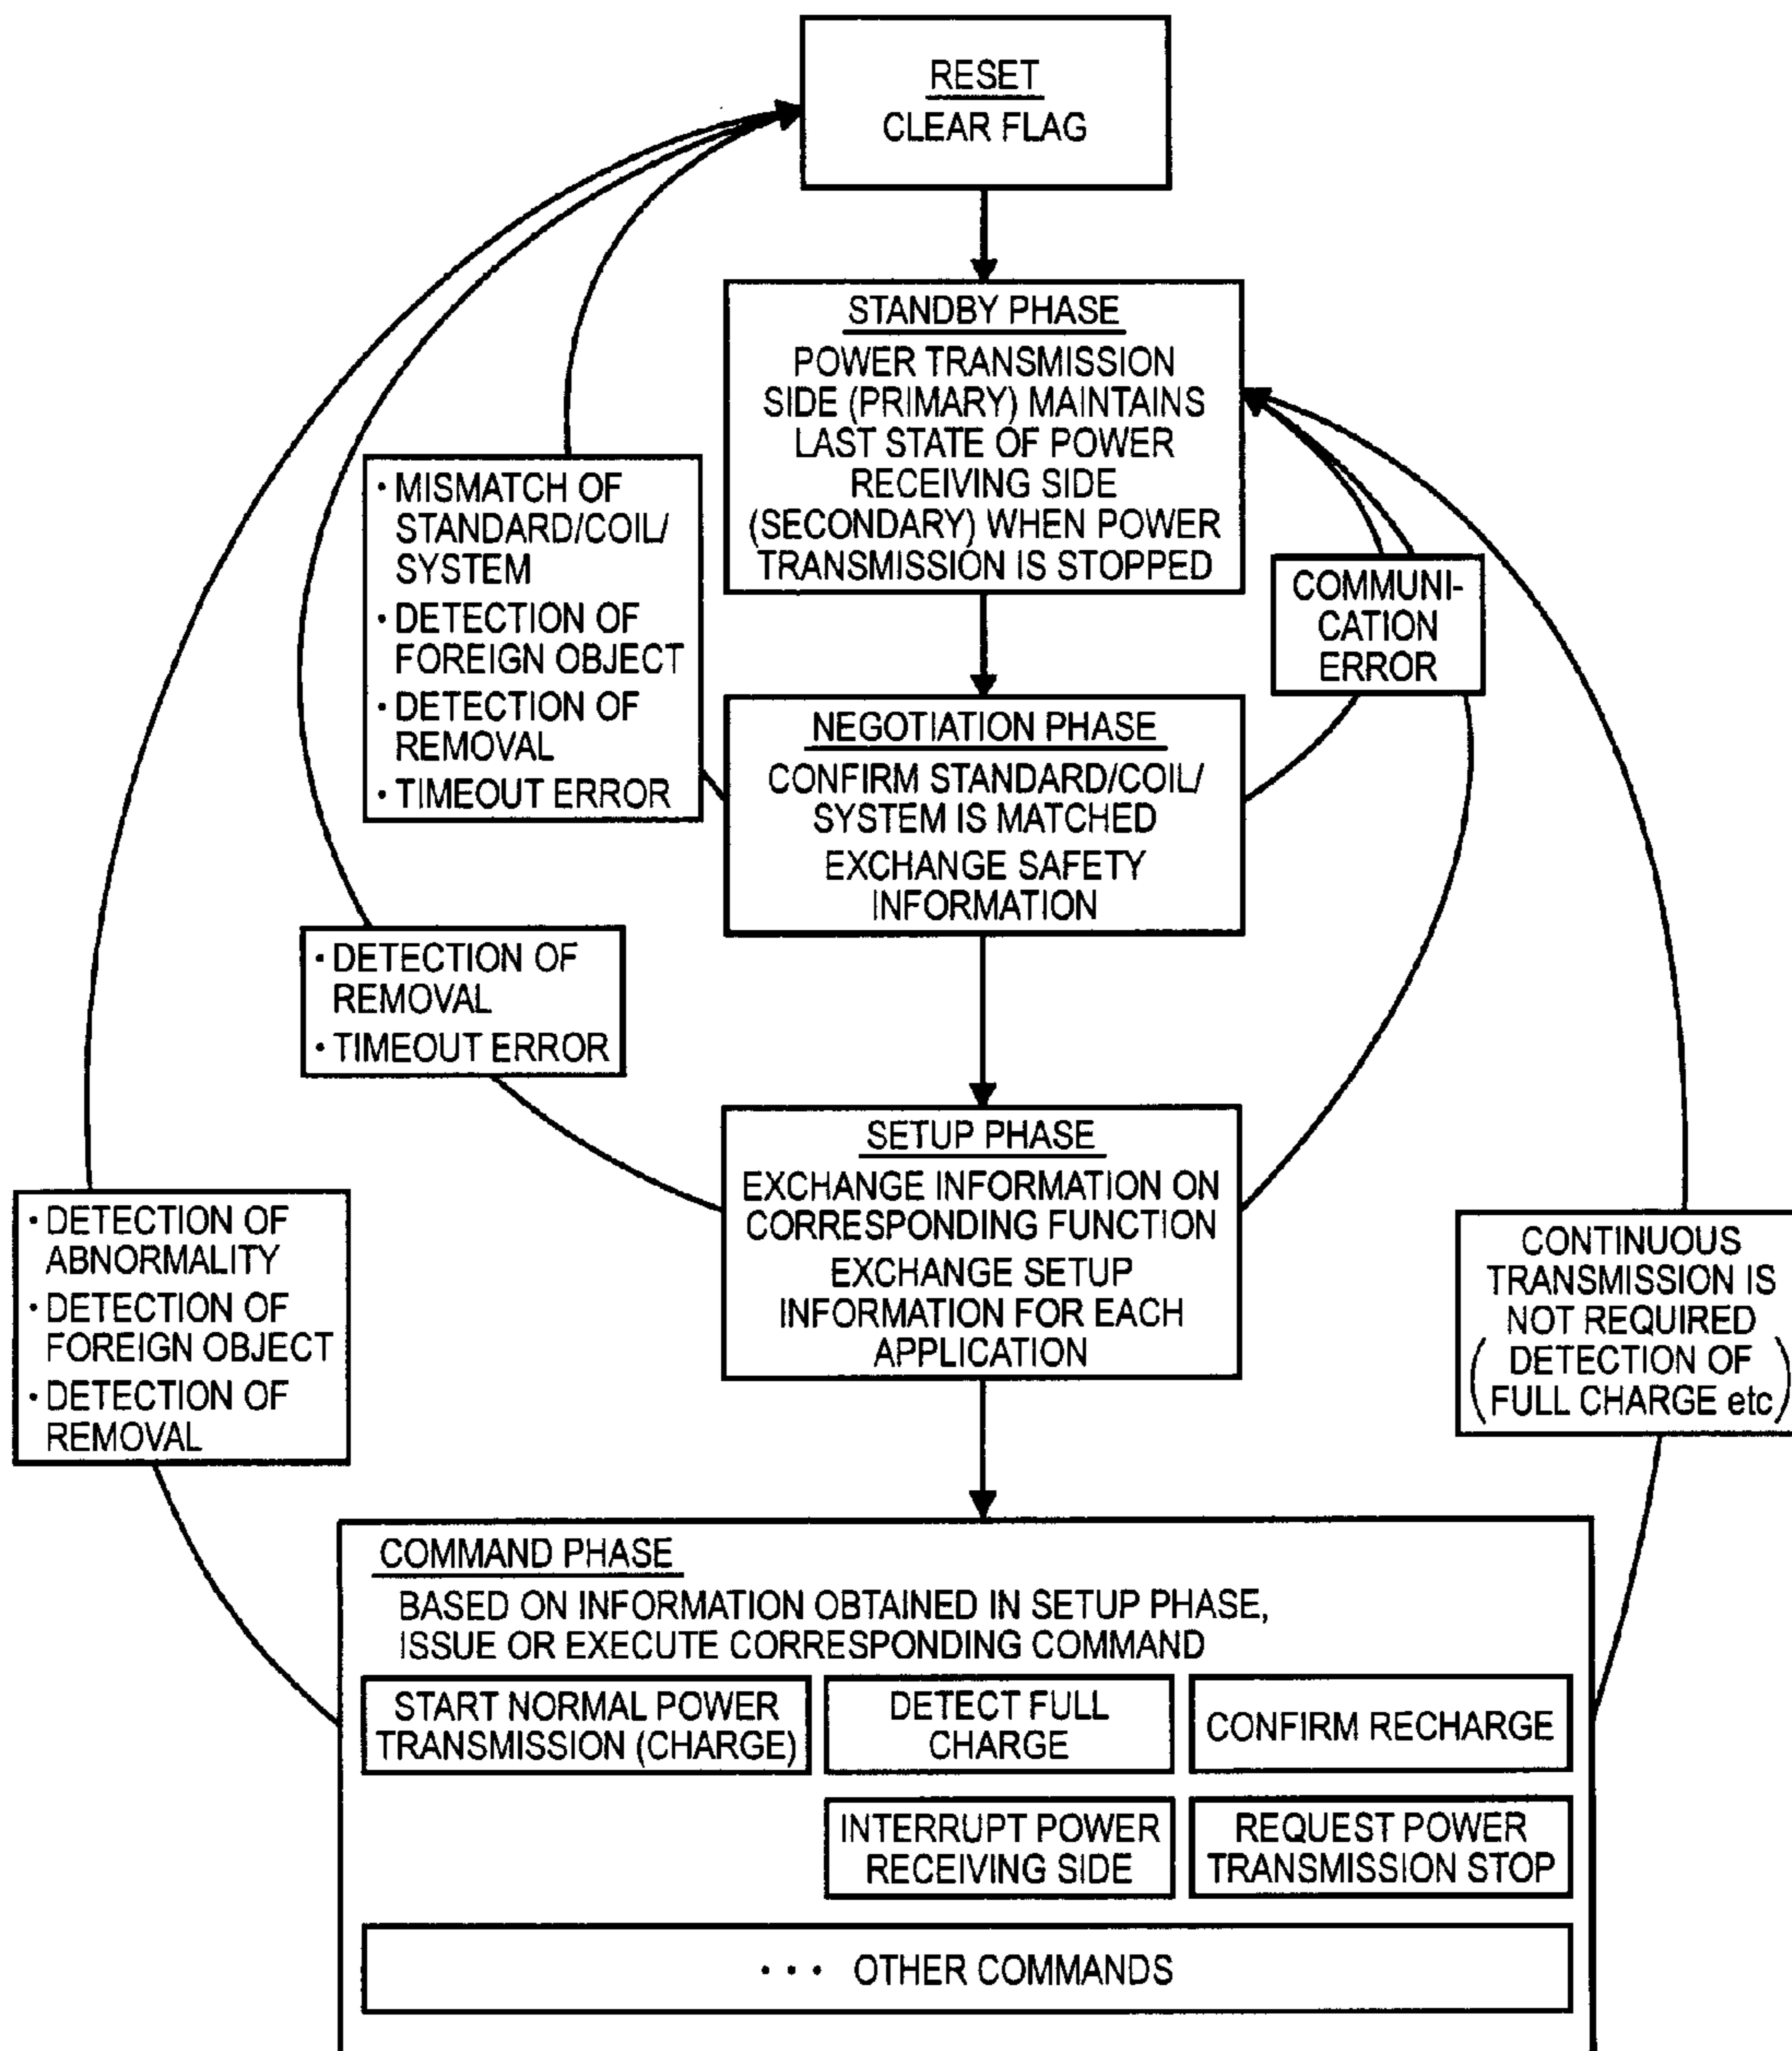 RESET
CLEAR FLAG
STANDBY PHASE
POWER TRANSMISSION
SIDE (PRIMARY) MAINTAINS
LAST STATE OF POWER
RECEIVING SIDE
(SECONDARY) WHEN POWER
TRANSMISSION IS STOPPED
· MISMATCH OF
STANDARD/COIL/
SYSTEM
· DETECTION OF
FOREIGN OBJECT
· DETECTION OF
REMOVAL
· TIMEOUT ERROR
COMMUNI-
CATION
ERROR
NEGOTIATION PHASE
CONFIRM STANDARD/COIL/
SYSTEM IS MATCHED
EXCHANGE SAFETY
INFORMATION
· DETECTION OF
REMOVAL
· TIMEOUT ERROR
SETUP PHASE
EXCHANGE INFORMATION ON
CORRESPONDING FUNCTION
EXCHANGE SETUP
INFORMATION FOR EACH
APPLICATION
· DETECTION OF
ABNORMALITY
· DETECTION OF
FOREIGN OBJECT
· DETECTION OF
REMOVAL
CONTINUOUS
TRANSMISSION IS
NOT REQUIRED
(DETECTION OF
FULL CHARGE etc)
COMMAND PHASE
BASED ON INFORMATION OBTAINED IN SETUP PHASE,
ISSUE OR EXECUTE CORRESPONDING COMMAND
START NORMAL POWER
TRANSMISSION (CHARGE)
DETECT FULL
CHARGE
CONFIRM RECHARGE
INTERRUPT POWER
RECEIVING SIDE
REQUEST POWER
TRANSMISSION STOP
· · · OTHER COMMANDS